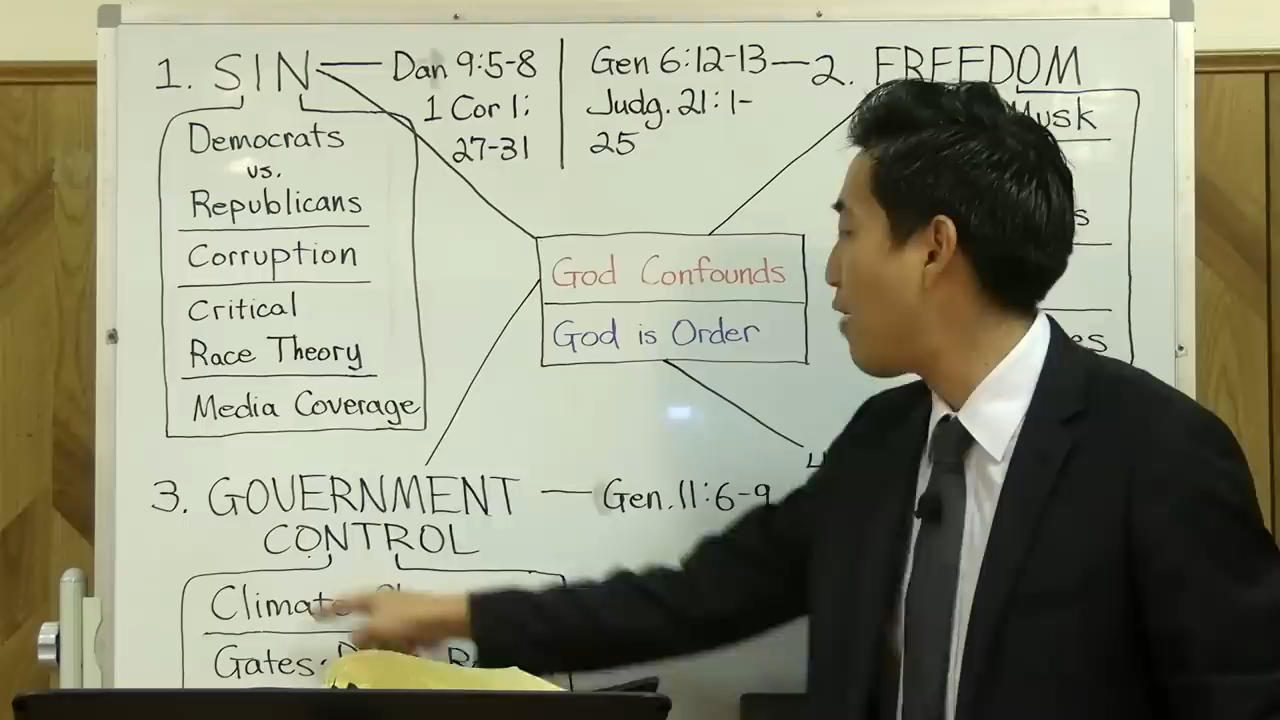 1. SIN — Dan 9:5-8
1 Cor 1:
27-31
Gen 6:12-13 — 2. FREEDOM
Judg. 21:1-
25
Democrats
vs.
Republicans
Corruption
Critical
Race Theory
Media Coverage
God Confounds
God is Order
3. GOVERNMENT — Gen. 11:6-9
CONTROL
Climate
Gates